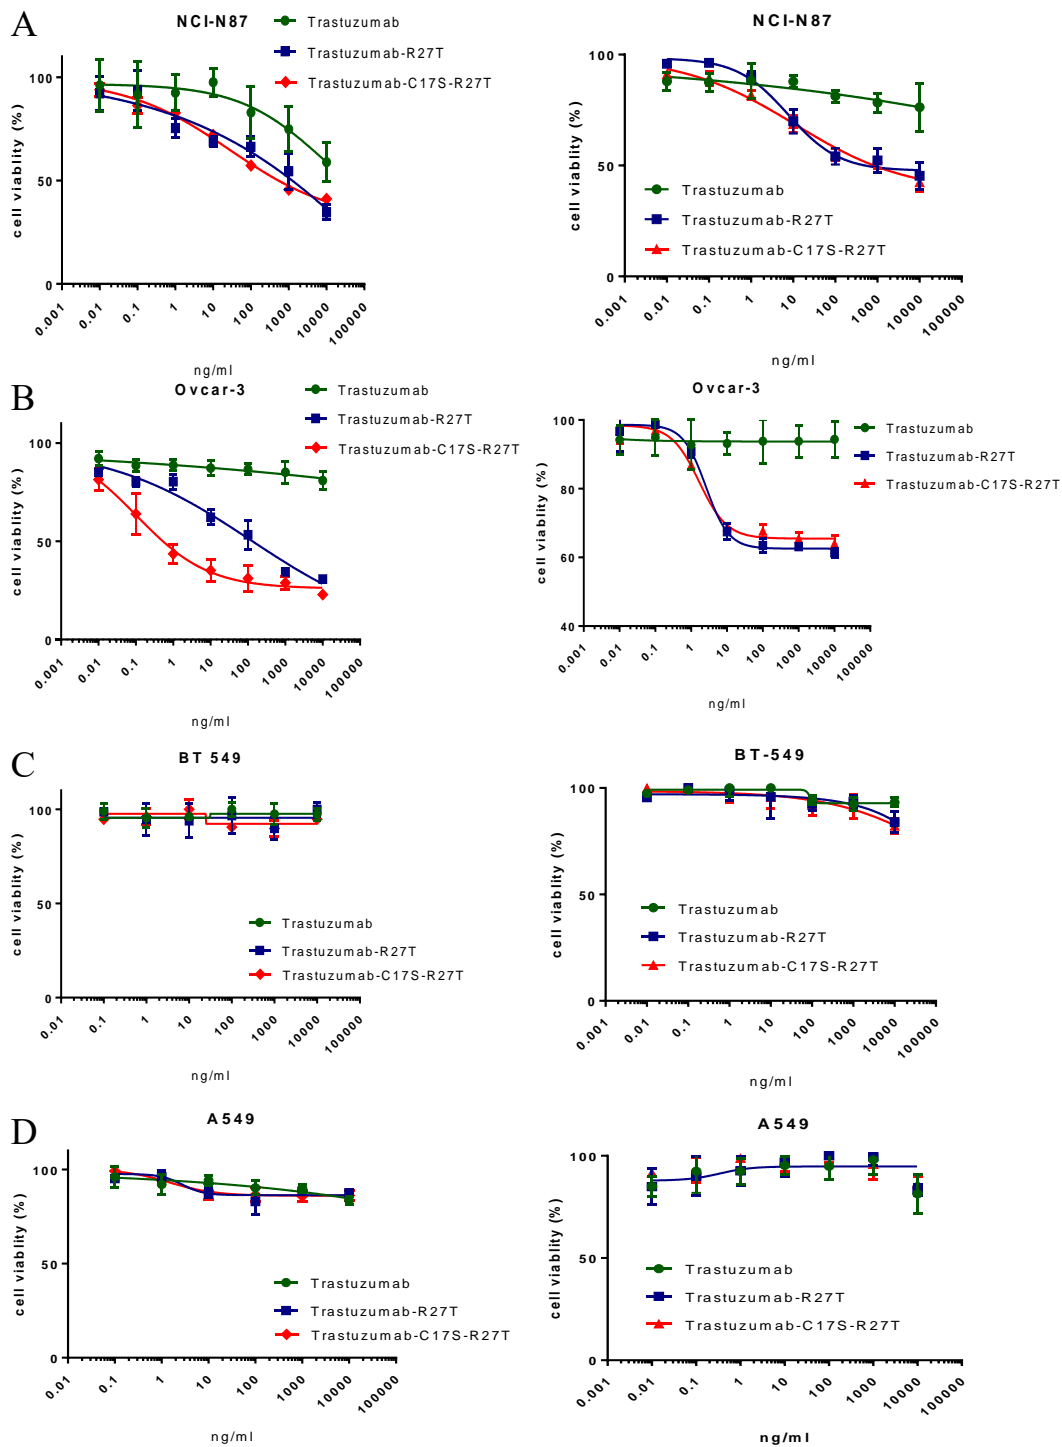 A
NCI-N87
Trastuzumab
Trastuzumab-R27T
Trastuzumab-C17S-R27T
cell viablity (%)
100
50
0
0.001 0.01 0.1 1 10 100 1000 10000 100000
ng/ml
NCI-N87
cell viablity (%)
100
50
0
Trastuzumab
Trastuzumab-R27T
Trastuzumab-C17S-R27T
0.001 0.01 0.1 1 10 100 1000 10000 100000
ng/ml
B
Ovcar-3
Trastuzumab
Trastuzumab-R27T
Trastuzumab-C17S-R27T
cell viablity (%)
100
50
0
0.001 0.01 0.1 1 10 100 1000 10000 100000
ng/ml
Ovcar-3
Trastuzumab
Trastuzumab-R27T
Trastuzumab-C17S-R27T
cell viablity (%)
100
80
60
40
0.001 0.01 0.1 1 10 100 1000 10000 100000
ng/ml
C
BT 549
cell viablity (%)
100
50
0
Trastuzumab
Trastuzumab-R27T
Trastuzumab-C17S-R27T
0.01 0.1 1 10 100 1000 10000 100000
ng/ml
BT-549
cell viablity (%)
100
50
0
Trastuzumab
Trastuzumab-R27T
Trastuzumab-C17S-R27T
0.001 0.01 0.1 1 10 100 1000 10000 100000
ng/ml
D
A549
cell viablity (%)
100
50
0
Trastuzumab
Trastuzumab-R27T
Trastuzumab-C17S-R27T
0.01 0.1 1 10 100 1000 10000 100000
ng/ml
A549
cell viablity (%)
100
50
0
Trastuzumab
Trastuzumab-R27T
Trastuzumab-C17S-R27T
0.001 0.01 0.1 1 10 100 1000 10000 100000
ng/ml